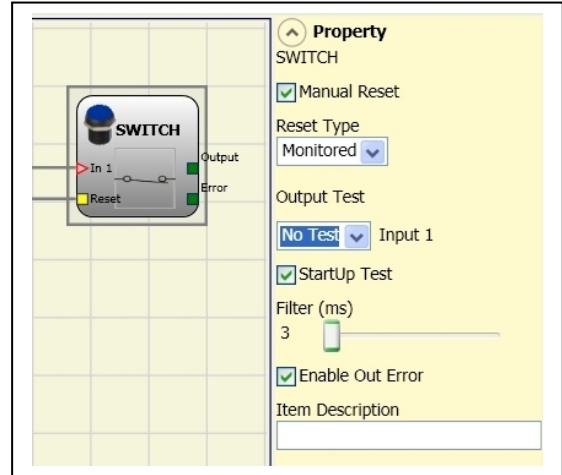 SWITCH
In 1
Reset
Output
Error
Property
SWITCH
Manual Reset
Reset Type
Monitored
Output Test
No Test Input 1
StartUp Test
Filter (ms)
3
Enable Out Error
Item Description